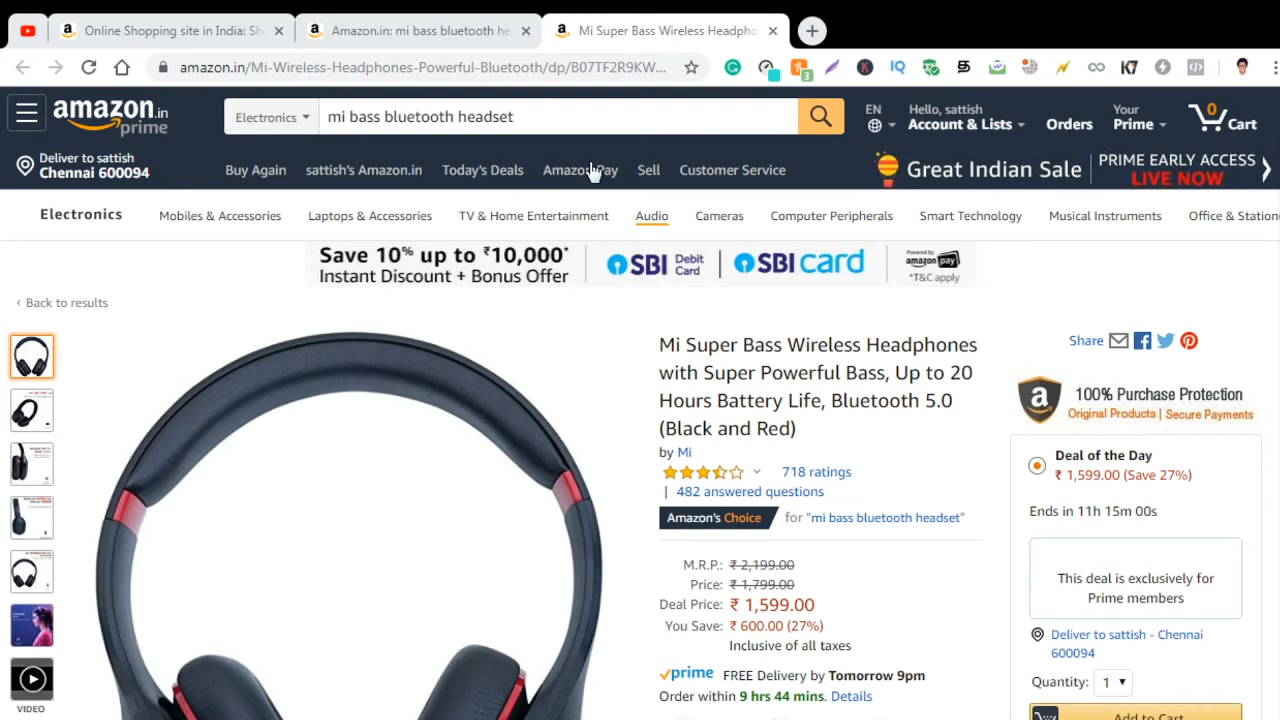 Online Shopping site in India: Sh
Amazon.in: mi bass bluetooth he
Mi Super Bass Wireless Headpho
amazon.in/Mi-Wireless-Headphones-Powerful-Bluetooth/dp/B07TF2R9KW...
3
IQ
K
K7
amazon.in
prime
Electronics
mi bass bluetooth headset
EN
Hello, sattish
Account & Lists
Orders
Your
Prime
0
Cart
Deliver to sattish
Chennai 600094
Buy Again
sattish's Amazon.in
Today's Deals
Amazon Pay
Sell
Customer Service
Great Indian Sale
PRIME EARLY ACCESS
LIVE NOW
Electronics
Mobiles & Accessories
Laptops & Accessories
TV & Home Entertainment
Audio
Cameras
Computer Peripherals
Smart Technology
Musical Instruments
Office & Station
Save 10% up to ₹10,000*
Instant Discount + Bonus Offer
SBI Debit Card
SBI card
Powered by
amazon pay
*T&C apply
‹ Back to results
VIDEO
Mi Super Bass Wireless Headphones
with Super Powerful Bass, Up to 20
Hours Battery Life, Bluetooth 5.0
(Black and Red)
by Mi
718 ratings
| 482 answered questions
Amazon's Choice for "mi bass bluetooth headset"
M.R.P.: ₹ 2,199.00
Price: ₹ 1,799.00
Deal Price: ₹ 1,599.00
You Save: ₹ 600.00 (27%)
Inclusive of all taxes
prime FREE Delivery by Tomorrow 9pm
Order within 9 hrs 44 mins. Details
Share
100% Purchase Protection
Original Products | Secure Payments
Deal of the Day
₹ 1,599.00 (Save 27%)
Ends in 11h 15m 00s
This deal is exclusively for
Prime members
Deliver to sattish - Chennai
600094
Quantity: 1
Add to Cart